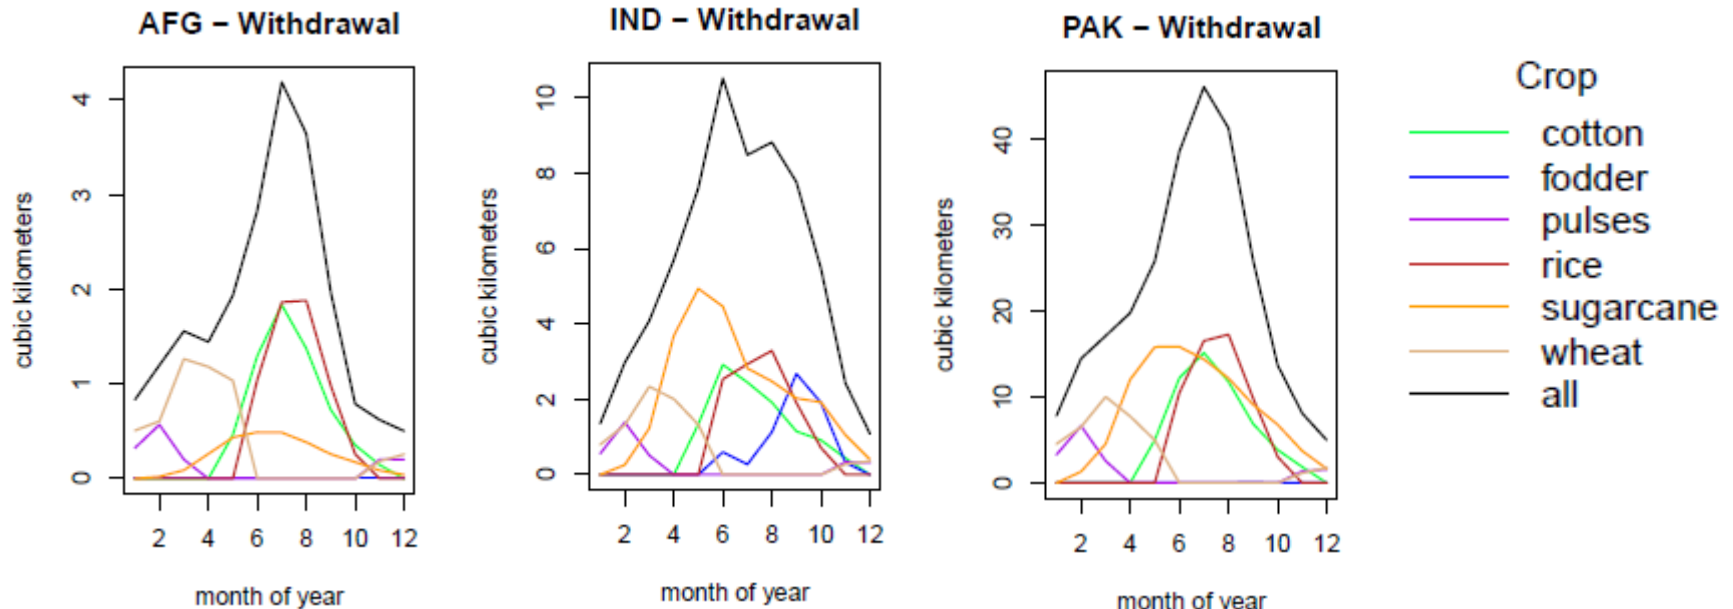 AFG – Withdrawal
cubic kilometers
0
1
2
3
4
2 4 6 8 10 12
month of year
IND – Withdrawal
cubic kilometers
0
2
4
6
8
10
2 4 6 8 10 12
month of year
PAK – Withdrawal
cubic kilometers
0
10
20
30
40
2 4 6 8 10 12
month of year
Crop
cotton
fodder
pulses
rice
sugarcane
wheat
all